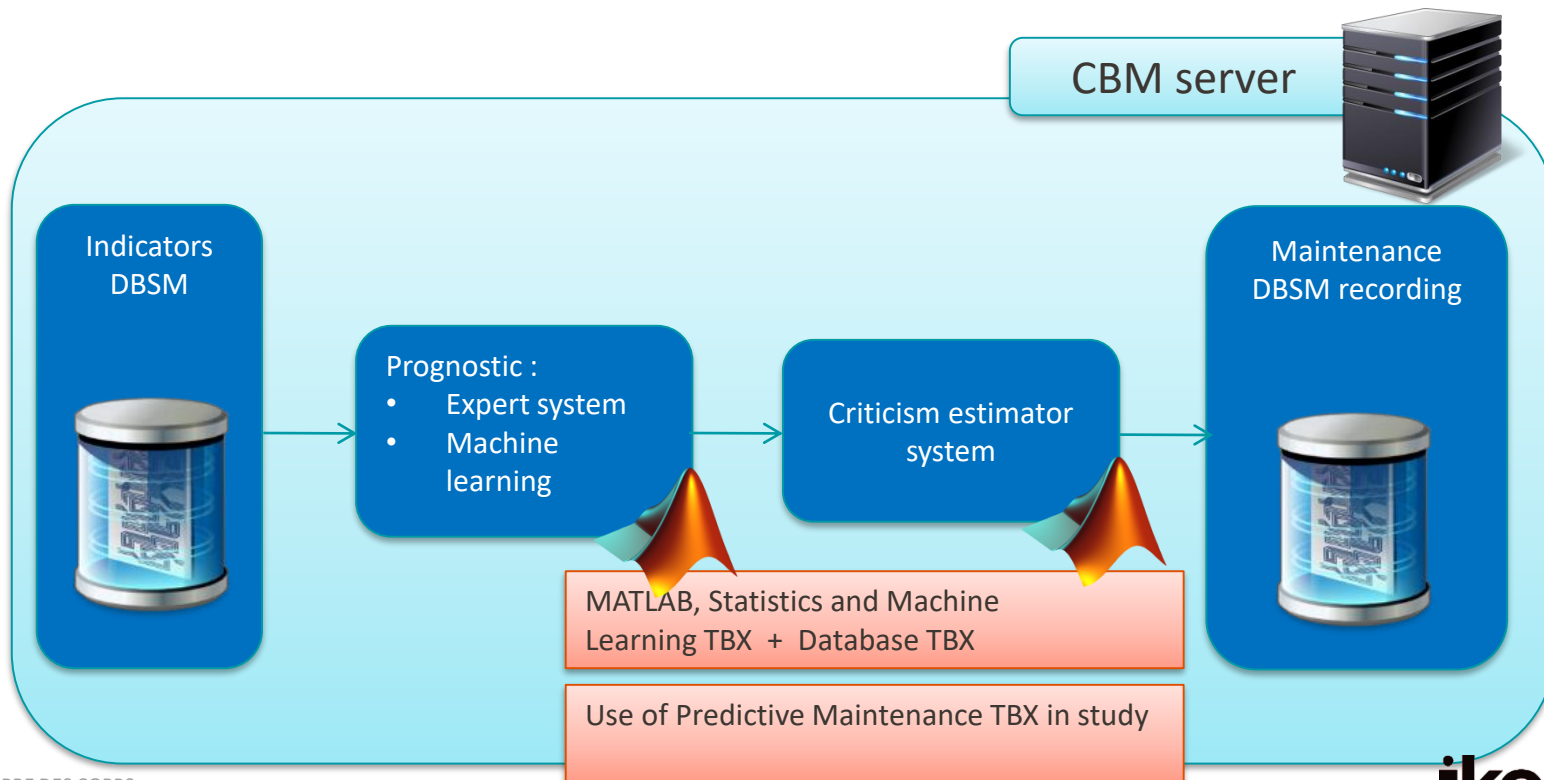 CBM server
Indicators
DBSM
Prognostic :
• Expert system
• Machine
learning
Criticism estimator
system
Maintenance
DBSM recording
MATLAB, Statistics and Machine
Learning TBX + Database TBX
Use of Predictive Maintenance TBX in study